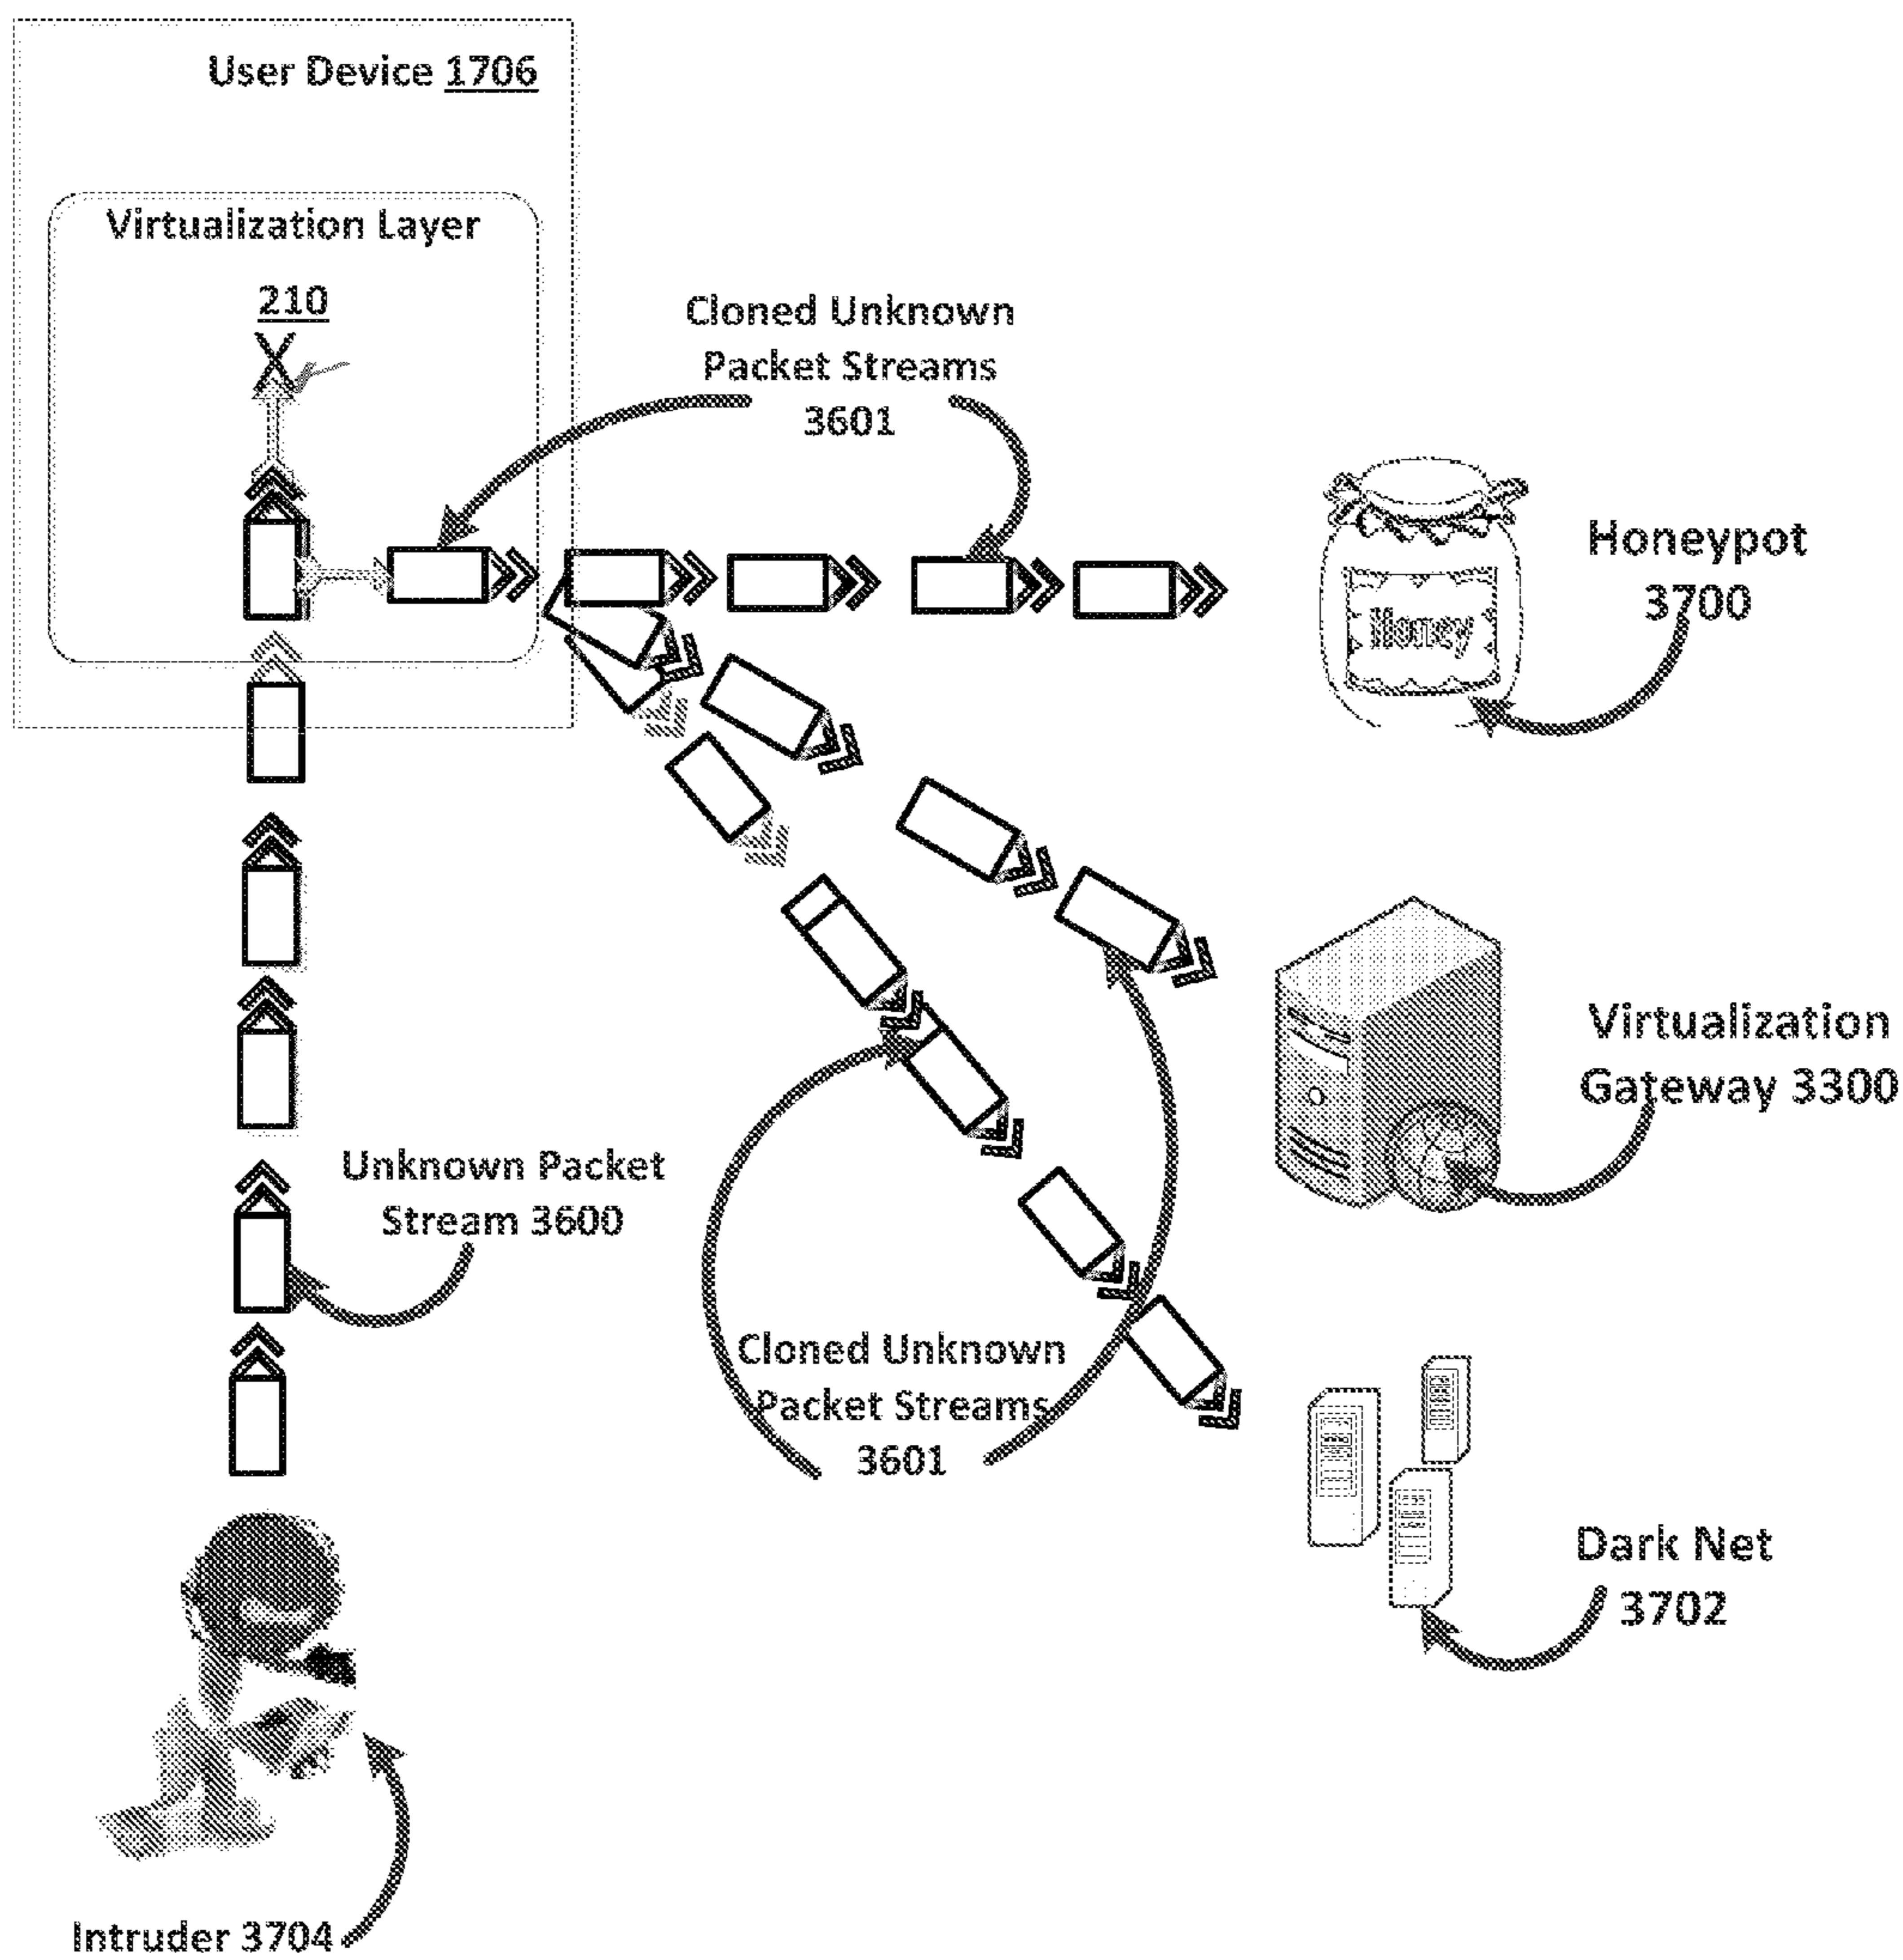 User Device 1706
Virtualization Layer
210
Cloned Unknown
Packet Streams
3601
Honeypot
3700
Honey
Virtualization
Gateway 3300
Unknown Packet
Stream 3600
Cloned Unknown
Packet Streams
3601
Dark Net
3702
Intruder 3704